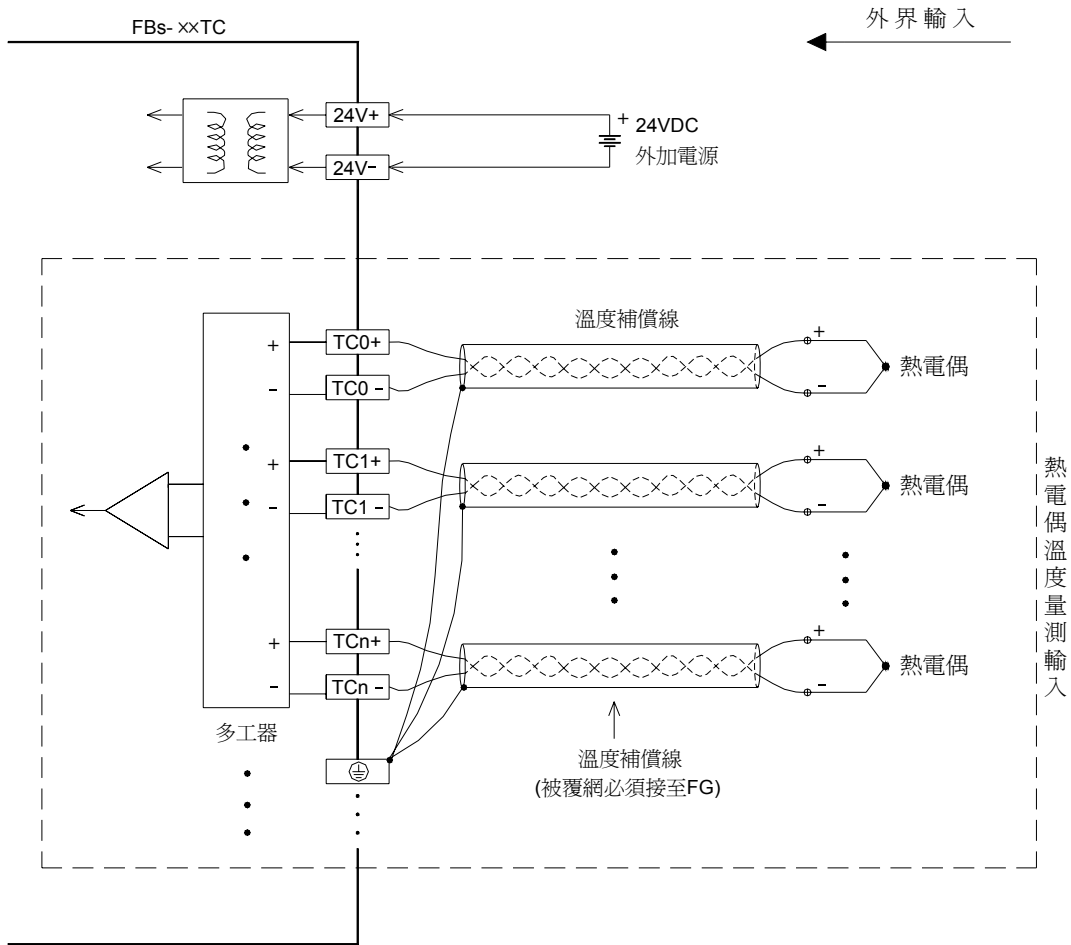 FBs-××TC
外界輸入
24V+
24V−
+ 24VDC
外加電源
溫度補償線
+ TC0+ + 熱電偶
− TC0 − −
+ TC1+ + 熱電偶
− TC1 − −
+ TCn+ + 熱電偶
− TCn − −
多工器
溫度補償線
(被覆網必須接至FG)
熱電偶溫度量測輸入